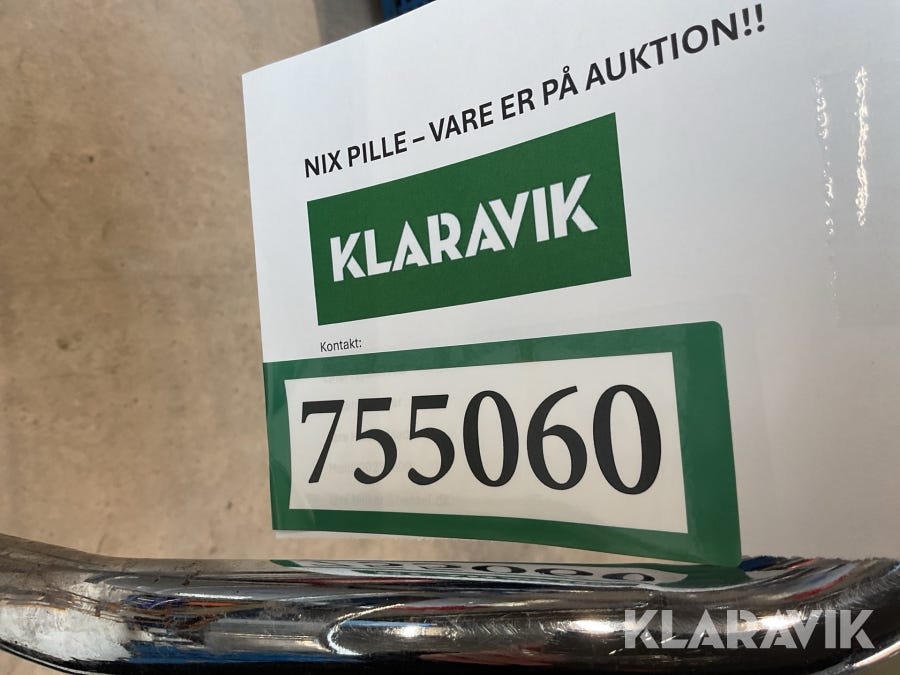 NIX PILLE – VARE ER PÅ AUKTION!!
KLARAVIK
Kontakt:
755060
KLARAVIK